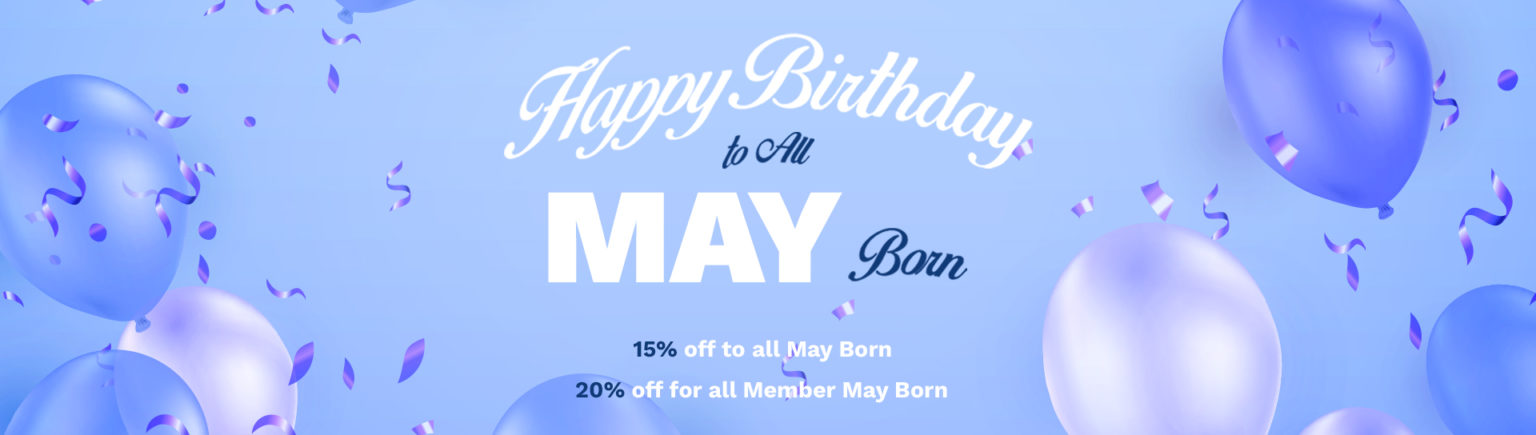 Happy Birthday
to All
MAY Born
15% off to all May Born
20% off for all Member May Born